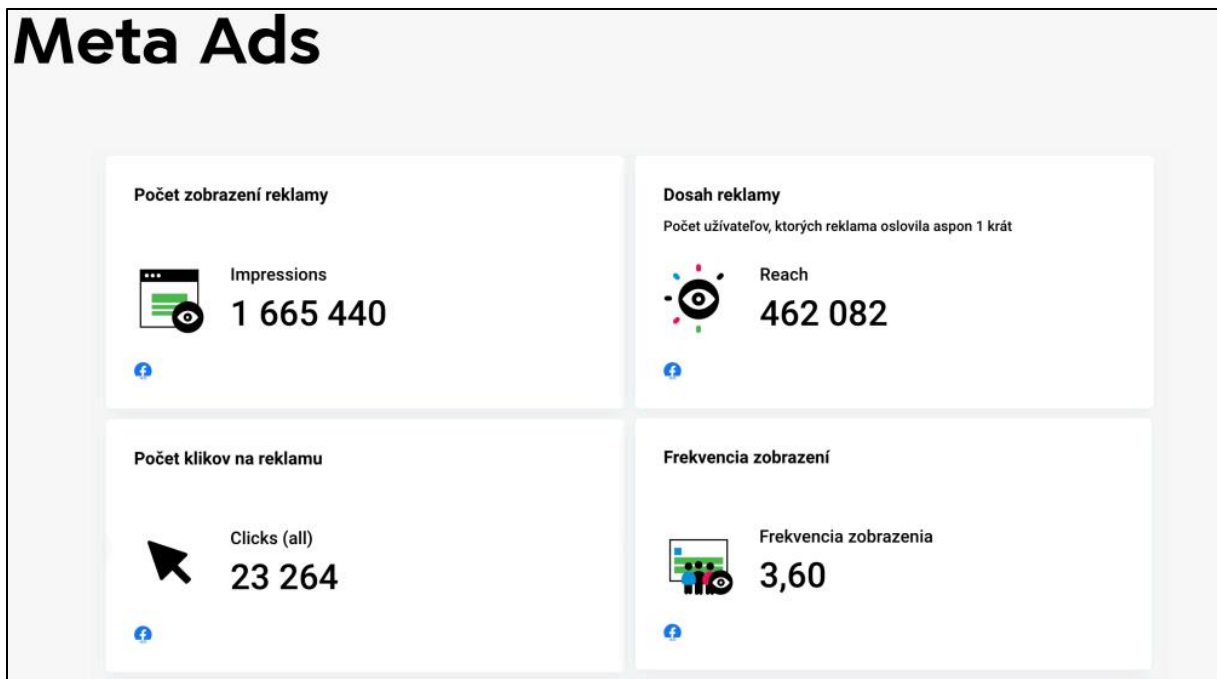 Meta Ads
Počet zobrazení reklamy
Impressions
1 665 440
Dosah reklamy
Počet užívateľov, ktorých reklama oslovila aspon 1 krát
Reach
462 082
Počet klikov na reklamu
Clicks (all)
23 264
Frekvencia zobrazení
Frekvencia zobrazenia
3,60